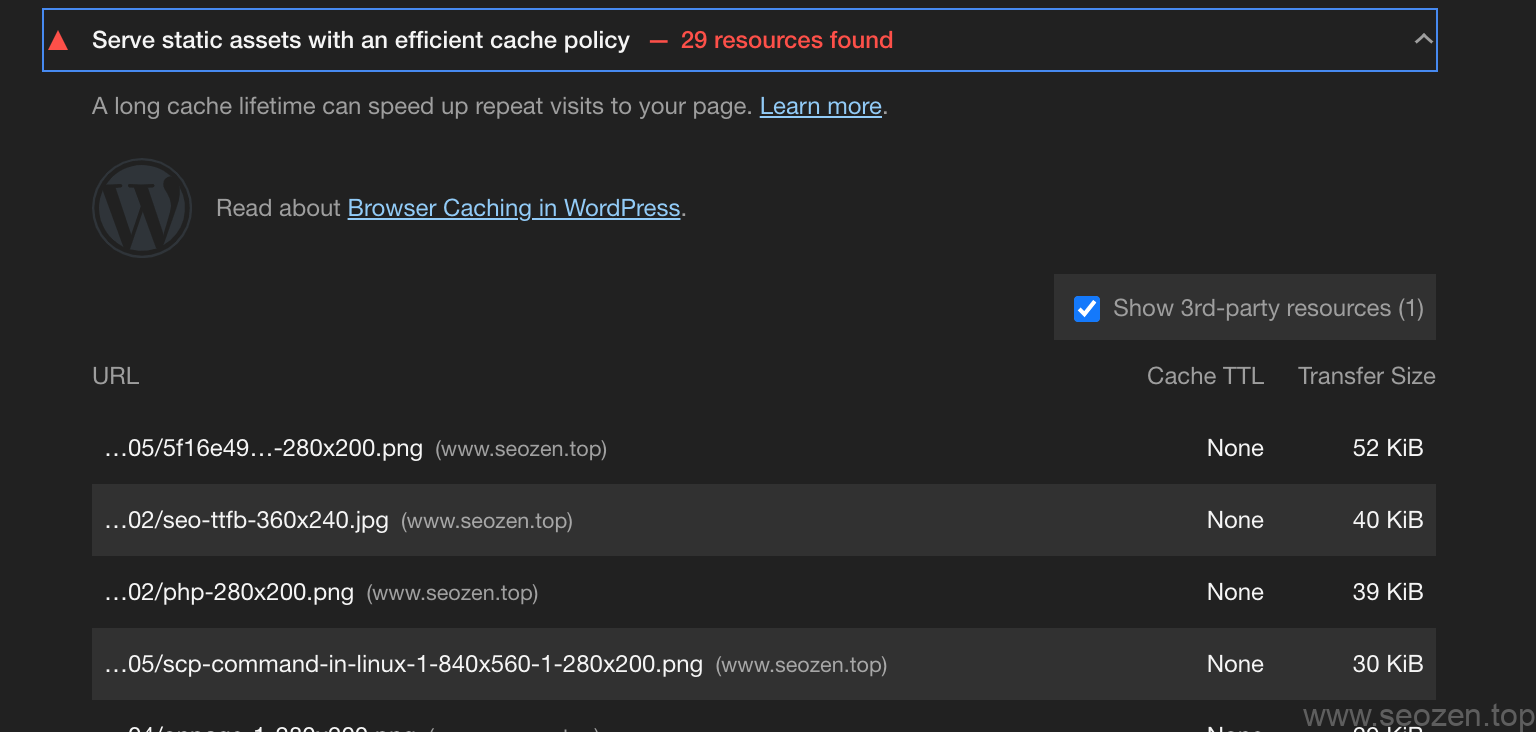 Serve static assets with an efficient cache policy — 29 resources found
A long cache lifetime can speed up repeat visits to your page. Learn more.
Read about Browser Caching in WordPress.
Show 3rd-party resources (1)
URL Cache TTL Transfer Size
…05/5f16e49…-280x200.png (www.seozen.top) None 52 KiB
…02/seo-ttfb-360x240.jpg (www.seozen.top) None 40 KiB
…02/php-280x200.png (www.seozen.top) None 39 KiB
…05/scp-command-in-linux-1-840x560-1-280x200.png (www.seozen.top) None 30 KiB
www.seozen.top